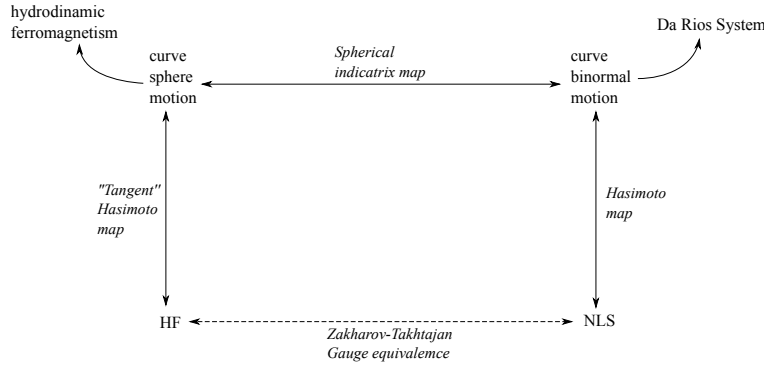 hydrodinamic
ferromagnetism
Da Rios System
curve
sphere
motion
Spherical
indicatrix map
curve
binormal
motion
"Tangent"
Hasimoto
map
Hasimoto
map
HF
NLS
Zakharov-Takhtajan
Gauge equivalemce